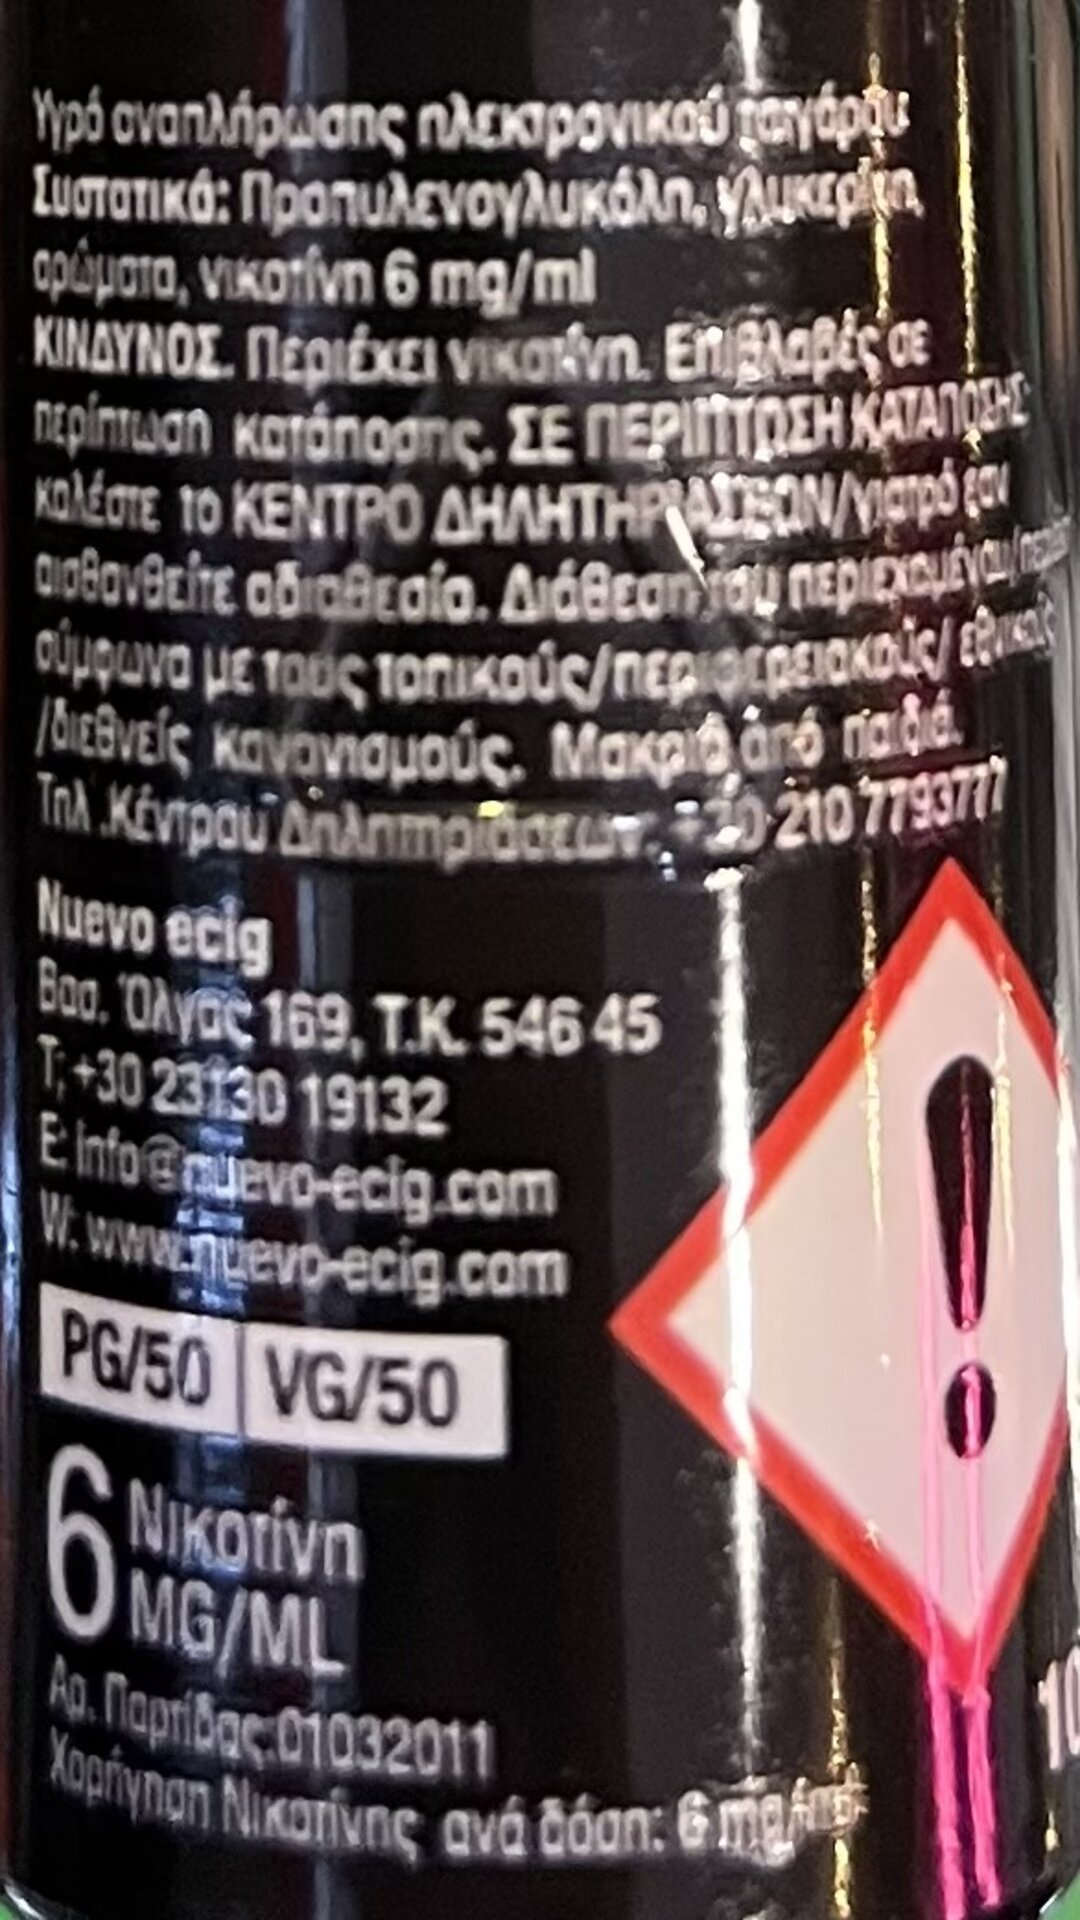 Υγρό αναπλήρωσης ηλεκτρονικού τσιγάρου
Συστατικά: Προπυλενογλυκόλη, γλυκερίνη,
αρώματα, νικοτίνη 6 mg/ml
ΚΙΝΔΥΝΟΣ. Περιέχει νικοτίνη. Επιβλαβές σε
περίπτωση κατάποσης. ΣΕ ΠΕΡΙΠΤΩΣΗ ΚΑΤΑΠΟΣΗΣ
καλέστε το ΚΕΝΤΡΟ ΔΗΛΗΤΗΡΙΑΣΕΩΝ/γιατρό εαν
αισθανθείτε αδιαθεσία. Διάθεση του περιεχομένου/
σύμφωνα με τους τοπικούς/περιφερειακούς/ εθνικούς
/διεθνείς κανονισμούς. Μακριά από παιδιά.
Τηλ .Κέντρου Δηλητηριάσεων: +30 210 7793777
Nuevo ecig
Βασ. Όλγας 169, Τ.Κ. 546 45
T: +30 23130 19132
E: info@nuevo-ecig.com
W: www.nuevo-ecig.com
PG/50 VG/50
6 Νικοτίνη
MG/ML
Αρ. Παρτίδας:01032011
Χορήγηση Νικοτίνης ανά δόση: 6 mg/ml
10